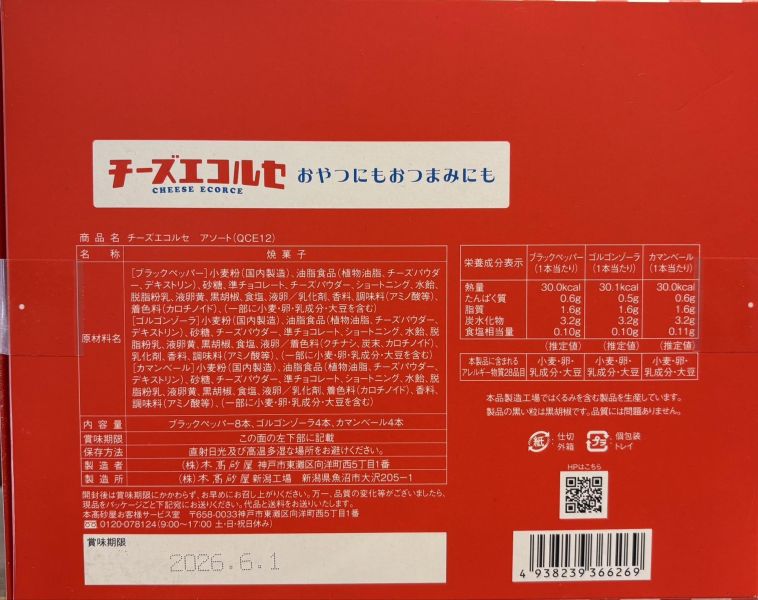 チーズエコルセ おやつにもおつまみにも
CHEESE ECORCE
商品名 チーズエコルセ アソート(QCE12)
名称 焼菓子
原材料名
[ブラックペッパー]小麦粉(国内製造)、油脂食品(植物油脂、チーズパウダ
ー、デキストリン)、砂糖、準チョコレート、チーズパウダー、ショートニング、水飴、
脱脂粉乳、液卵黄、黒胡椒、食塩、液卵/乳化剤、香料、調味料(アミノ酸等)、
着色料(カロチノイド)、(一部に小麦・卵・乳成分・大豆を含む)
[ゴルゴンゾーラ]小麦粉(国内製造)、油脂食品(植物油脂、チーズパウダー、
デキストリン)、砂糖、チーズパウダー、準チョコレート、ショートニング、水飴、脱
脂粉乳、液卵黄、黒胡椒、食塩、液卵/着色料(クチナシ、炭末、カロチノイド)、
乳化剤、香料、調味料(アミノ酸等)、(一部に小麦・卵・乳成分・大豆を含む)
[カマンベール]小麦粉(国内製造)、油脂食品(植物油脂、チーズパウダー、
デキストリン)、砂糖、チーズパウダー、準チョコレート、ショートニング、水飴、脱
脂粉乳、液卵黄、黒胡椒、食塩、液卵/乳化剤、着色料(カロチノイド)、香料、
調味料(アミノ酸等)、(一部に小麦・卵・乳成分・大豆を含む)
内容量 ブラックペッパー8本、ゴルゴンゾーラ4本、カマンベール4本
賞味期限 この面の左下部に記載
保存方法 直射日光及び高温多湿な場所をお避けください。
製造者 (株)本髙砂屋 神戸市東灘区向洋町西5丁目1番
製造所 (株)本髙砂屋 新潟工場 新潟県魚沼市大沢205-1
開封後は賞味期限にかかわらず、お早めにお召し上がりください。万一、品質の変化等がございましたら、
現品をパッケージごと下記宛にお送りください。代品と送料をお送りいたします。
本髙砂屋お客様サービス室 〒658-0033神戸市東灘区向洋町西5丁目1番
0120-078124(9:00〜17:00 土・日・祝日休み)
賞味期限
2026.6.1
栄養成分表示 ブラックペッパー(1本当たり) ゴルゴンゾーラ(1本当たり) カマンベール(1本当たり)
熱量 30.0kcal 30.1kcal 30.0kcal
たんぱく質 0.6g 0.5g 0.6g
脂質 1.6g 1.6g 1.6g
炭水化物 3.2g 3.2g 3.2g
食塩相当量 0.10g 0.10g 0.11g
(推定値) (推定値) (推定値)
本製品に含まれる 小麦・卵・ 小麦・卵・ 小麦・卵・
アレルギー物質28品目 乳成分・大豆 乳成分・大豆 乳成分・大豆
本品製造工場ではくるみを含む製品を生産しています。
製品の黒い粒は黒胡椒です。品質には問題ありません。
紙 :仕切 外箱
プラ :個包装 トレイ
HPはこちら
4 938239 366269